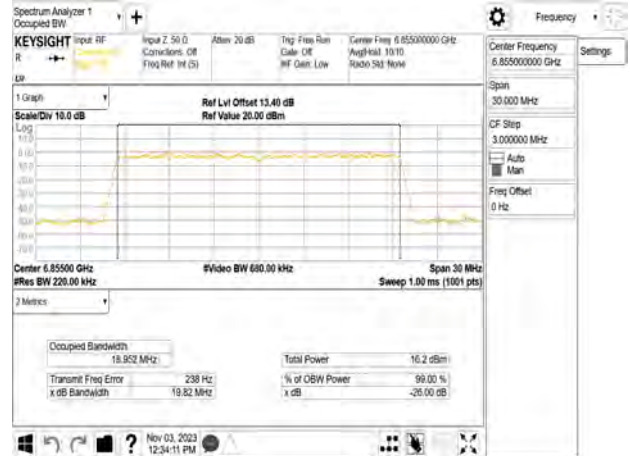 Spectrum Analyzer 1
Occupied BW
Frequency
KEYSIGHT
Input: RF
R
Input Z: 50 Ω
Corrections: Off
Freq Ref: Int (S)
Atten: 20 dB
Trig: Free Run
Gate: Off
#IF Gain: Low
Center Freq: 6.855000000 GHz
Avg|Hold: 10/10
Radio Std: None
Center Frequency
6.855000000 GHz
Settings
Span
30.000 MHz
CF Step
3.000000 MHz
Auto
Man
Freq Offset
0 Hz
1 Graph
Scale/Div 10.0 dB
Ref Lvl Offset 13.40 dB
Ref Value 20.00 dBm
Log
Center 6.85500 GHz
#Res BW 220.00 kHz
#Video BW 680.00 kHz
Span 30 MHz
Sweep 1.00 ms (1001 pts)
2 Metrics
Occupied Bandwidth
18.952 MHz
Total Power
16.2 dBm
Transmit Freq Error
238 Hz
% of OBW Power
99.00 %
x dB Bandwidth
19.82 MHz
x dB
-26.00 dB
?
Nov 03, 2023
12:34:11 PM